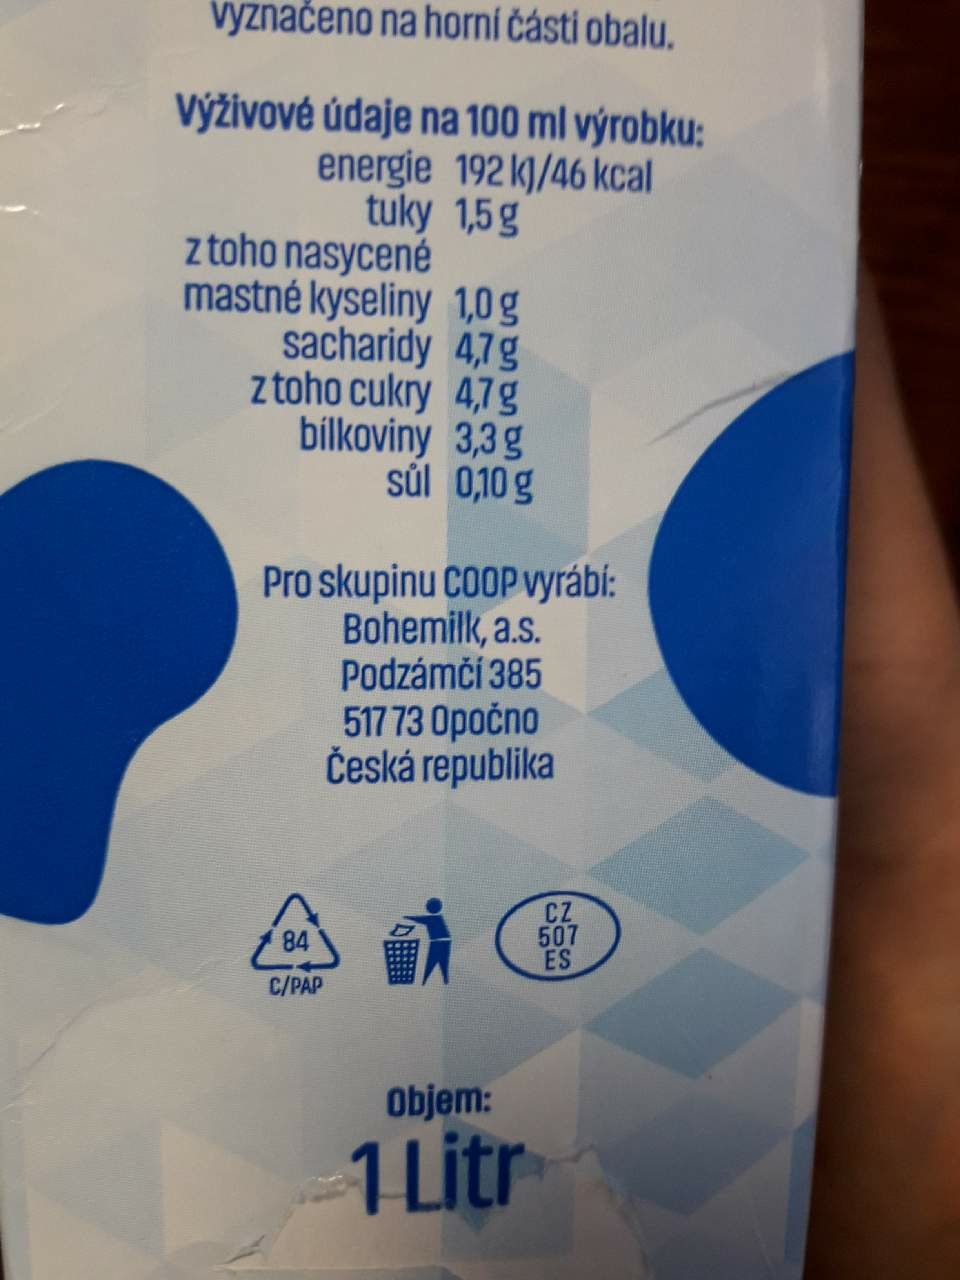 vyznačeno na horní části obalu.
Výživové údaje na 100 ml výrobku:
energie 192 kJ/46 kcal
tuky 1,5 g
z toho nasycené
mastné kyseliny 1,0 g
sacharidy 4,7 g
z toho cukry 4,7 g
bílkoviny 3,3 g
sůl 0,10 g
Pro skupinu COOP vyrábí:
Bohemilk, a.s.
Podzámčí 385
517 73 Opočno
Česká republika
84
C/PAP
CZ
507
ES
Objem:
1 Litr